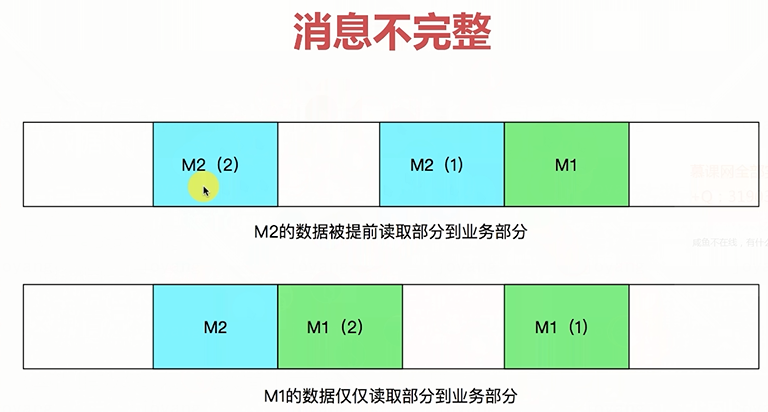 消息不完整
M2（2） M2（1） M1
M2的数据被提前读取部分到业务部分
M2 M1（2） M1（1）
M1的数据仅仅读取部分到业务部分